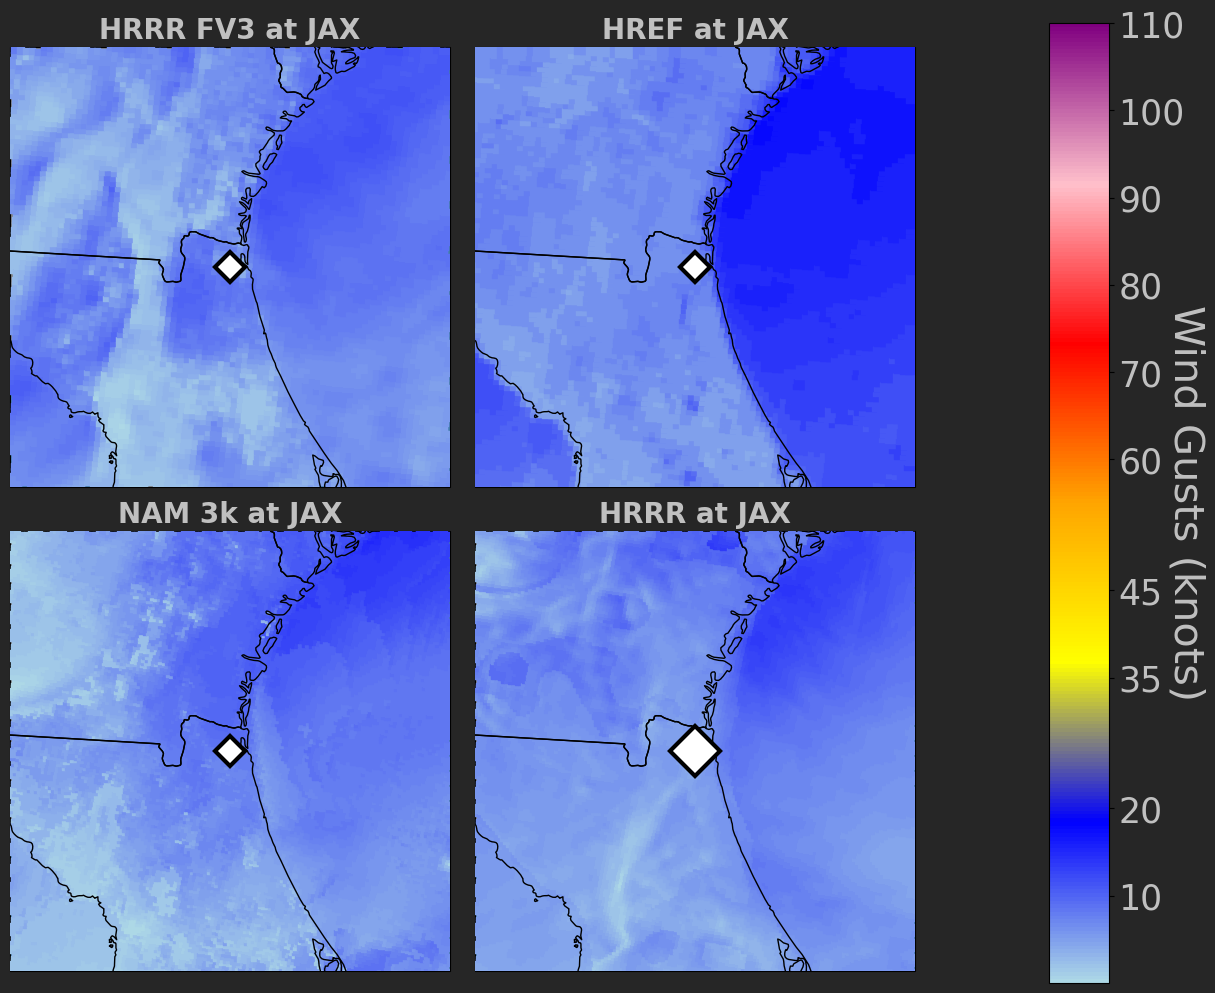 HRRR FV3 at JAX
HREF at JAX
NAM 3k at JAX
HRRR at JAX
110
100
90
80
70
60
45
35
20
10
Wind Gusts (knots)